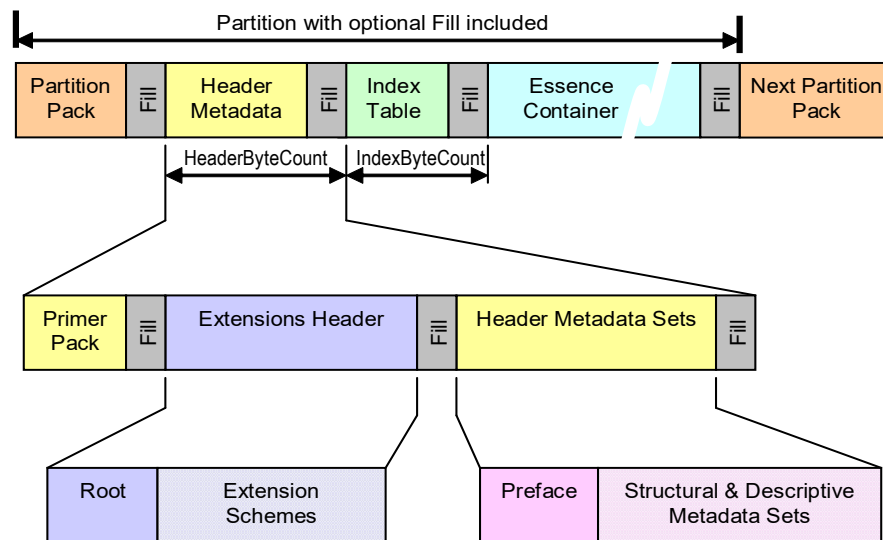 Partition with optional Fill included
Partition
Pack
Fill
Header
Metadata
Fill
Index
Table
Fill
Essence
Container
Fill
Next Partition
Pack
HeaderByteCount
IndexByteCount
Primer
Pack
Fill
Extensions Header
Fill
Header Metadata Sets
Fill
Root
Extension
Schemes
Preface
Structural & Descriptive
Metadata Sets